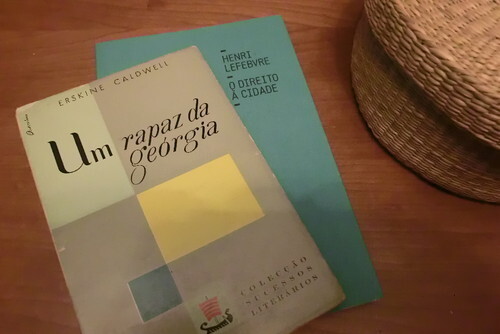 ERSKINE CALDWELL
Um rapaz da
geórgia
COLECÇÃO
SUCESSOS
LITERÁRIOS
HENRI
LEFEBVRE
O DIREITO
À CIDADE